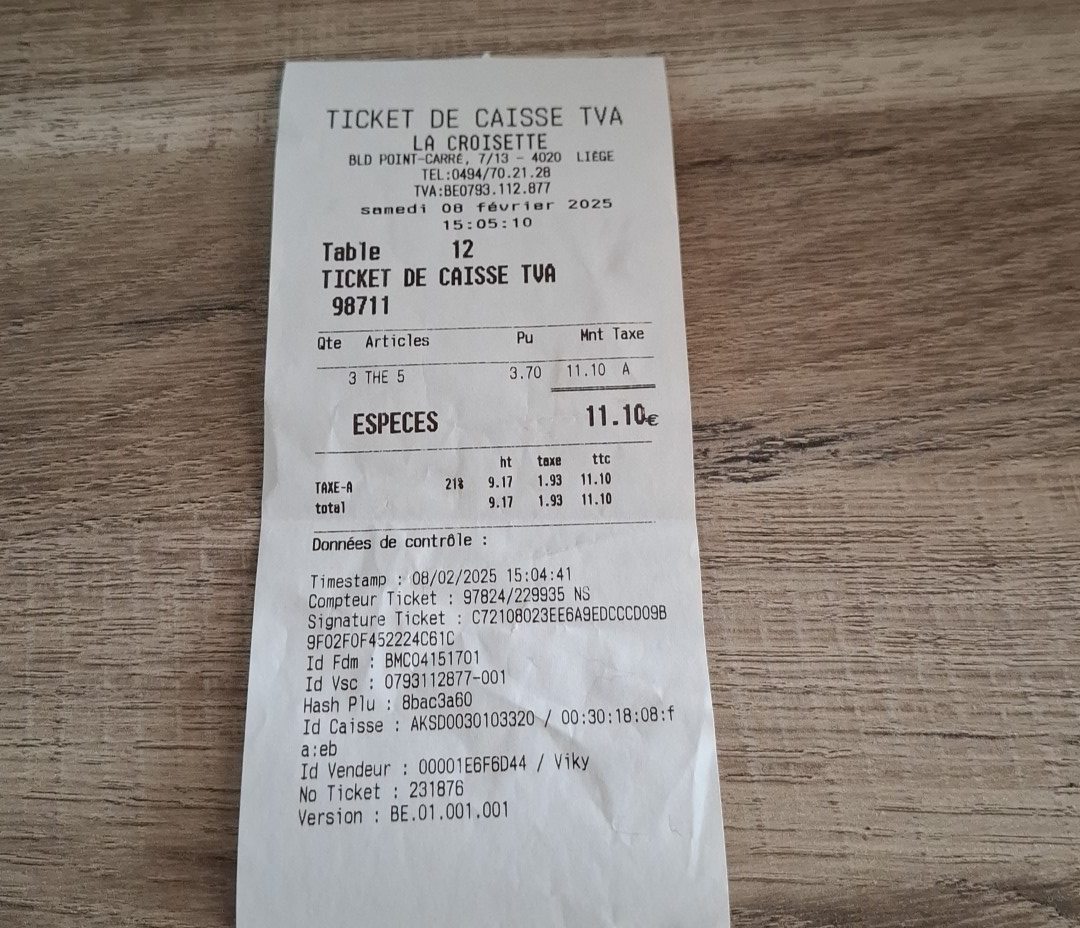 TICKET DE CAISSE TVA
LA CROISETTE
BLD POINT-CARRÉ, 7/13 - 4020 LIÈGE
TEL:0494/70.21.28
TVA:BE0793.112.877
samedi 08 février 2025
15:05:10
Table 12
TICKET DE CAISSE TVA
98711
Qte Articles Pu Mnt Taxe
3 THE 5 3.70 11.10 A
ESPECES 11.10€
ht taxe ttc
TAXE-A 21% 9.17 1.93 11.10
total 9.17 1.93 11.10
Données de contrôle :
Timestamp : 08/02/2025 15:04:41
Compteur Ticket : 97824/229935 NS
Signature Ticket : C72108023EE6A9EDCCCD09B
9F02F0F452224C61C
Id Fdm : BMC04151701
Id Vsc : 0793112877-001
Hash Plu : 8bac3a60
Id Caisse : AKSD0030103320 / 00:30:18:08:f
a:eb
Id Vendeur : 00001E6F6D44 / Viky
No Ticket : 231876
Version : BE.01.001.001